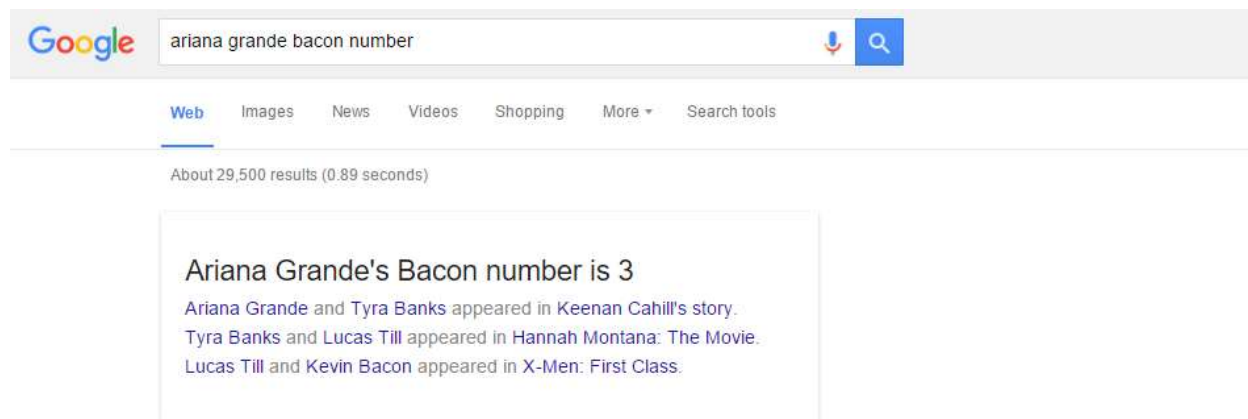 Google ariana grande bacon number
Web Images News Videos Shopping More Search tools
About 29,500 results (0.89 seconds)
Ariana Grande's Bacon number is 3
Ariana Grande and Tyra Banks appeared in Keenan Cahill's story.
Tyra Banks and Lucas Till appeared in Hannah Montana: The Movie.
Lucas Till and Kevin Bacon appeared in X-Men: First Class.